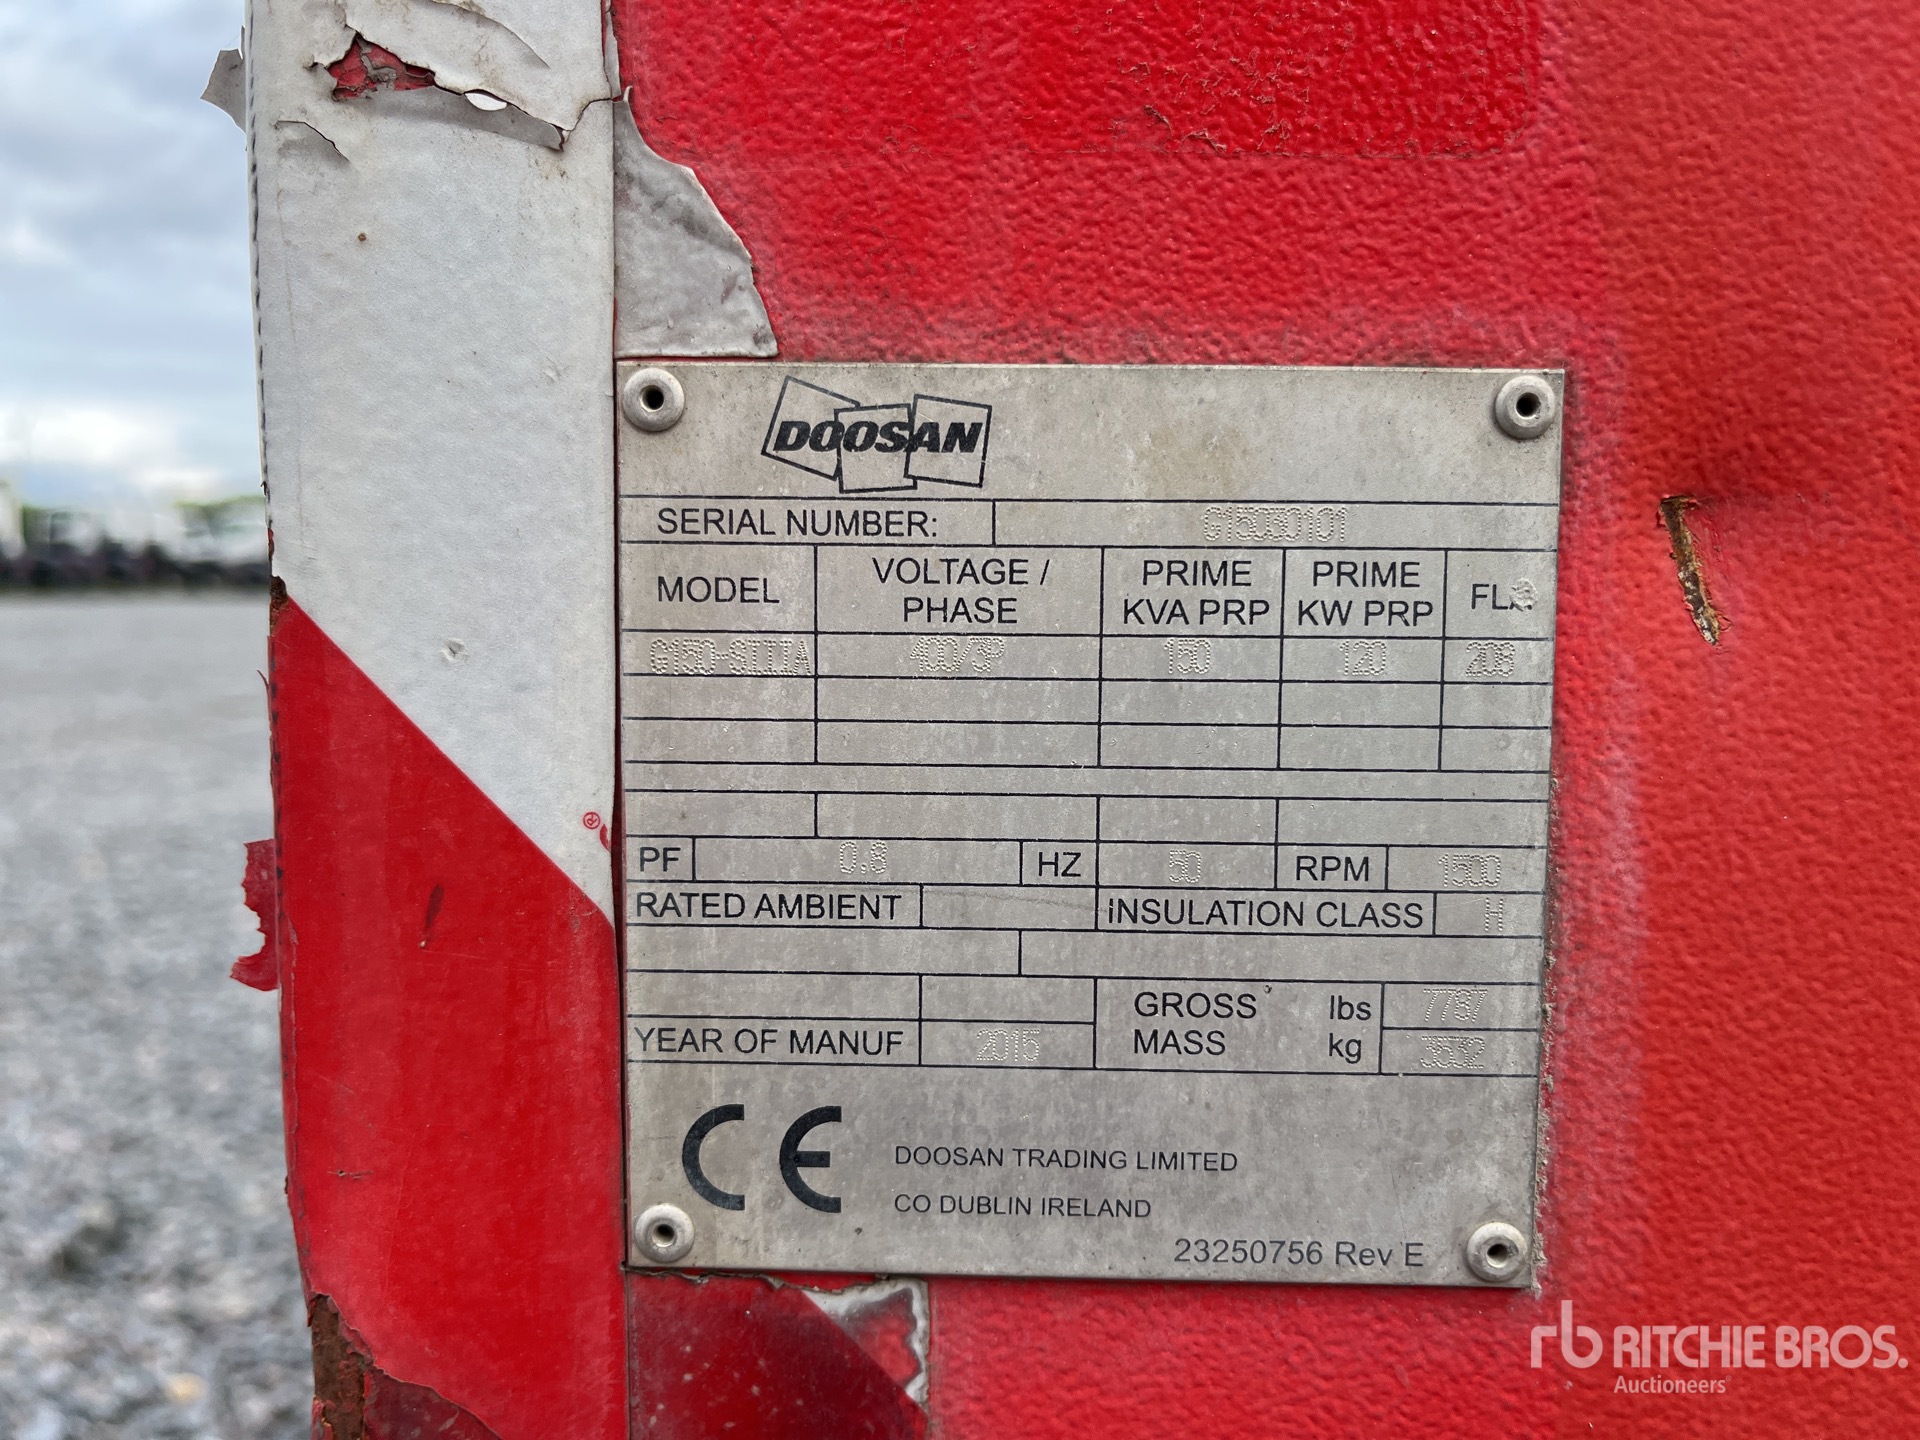 DOOSAN
SERIAL NUMBER: G15030101
MODEL VOLTAGE / PHASE PRIME KVA PRP PRIME KW PRP FLA
G150-SIIIA 400/3P 150 120 208
PF 0.8 HZ 50 RPM 1500
RATED AMBIENT INSULATION CLASS H
GROSS MASS lbs 7787
YEAR OF MANUF 2015 kg 3532
CE
DOOSAN TRADING LIMITED
CO DUBLIN IRELAND
23250756 Rev E
®
rb RITCHIE BROS.
Auctioneers